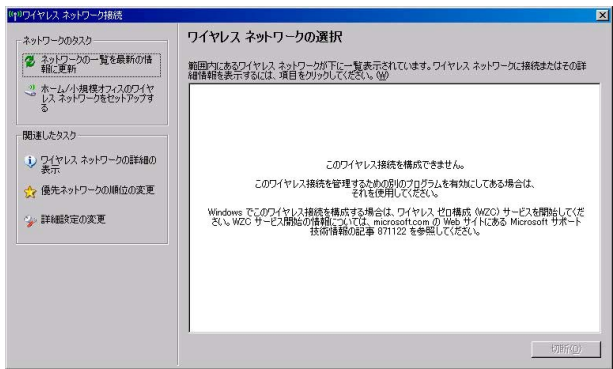 ワイヤレス ネットワーク接続
ネットワークのタスク
ネットワークの一覧を最新の情
報に更新
ホーム/小規模オフィスのワイヤ
レス ネットワークをセットアップす
る
関連したタスク
ワイヤレス ネットワークの詳細の
表示
優先ネットワークの順位の変更
詳細設定の変更
ワイヤレス ネットワークの選択
範囲内にあるワイヤレス ネットワークが下に一覧表示されています。ワイヤレス ネットワークに接続またはその詳
細情報を表示するには、項目をクリックしてください。(W)
このワイヤレス接続を構成できません。
このワイヤレス接続を管理するための別のプログラムを有効にしてある場合は、
それを使用してください。
Windows でこのワイヤレス接続を構成する場合は、ワイヤレス ゼロ構成 (WZC) サービスを開始してくだ
さい。WZC サービス開始の情報については、microsoft.com の Web サイトにある Microsoft サポート
技術情報の記事 871122 を参照してください。
切断(D)